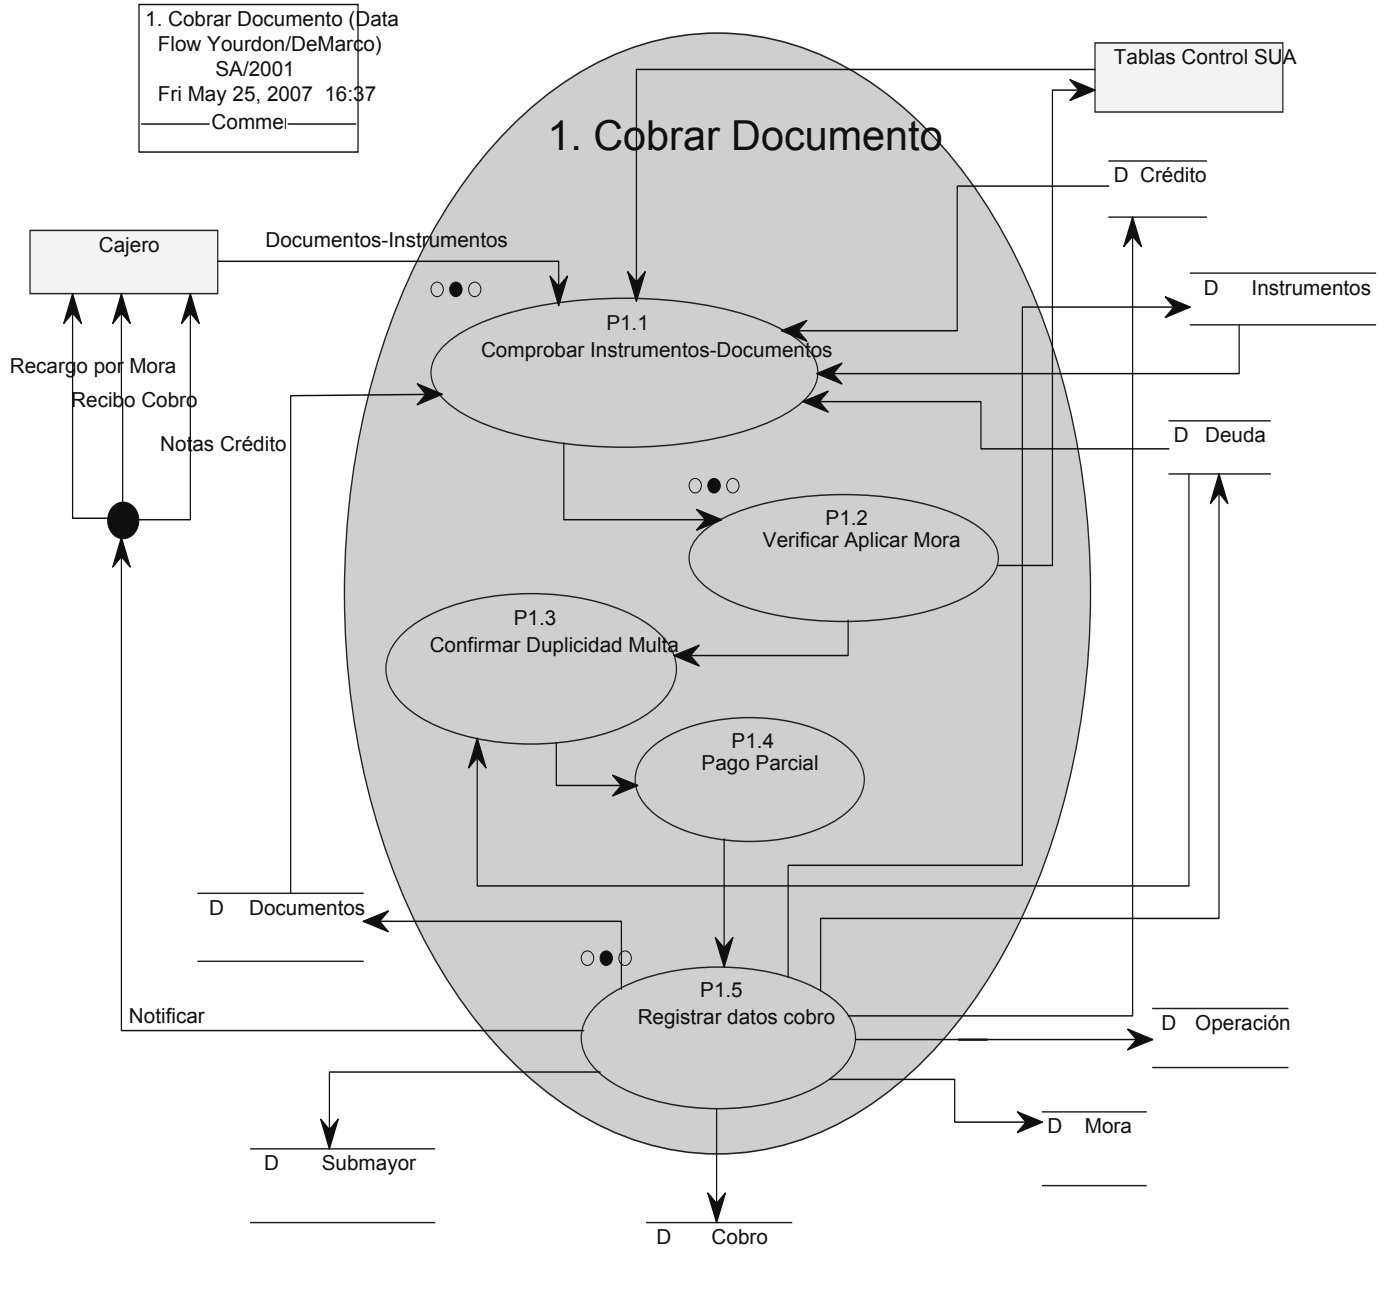 1. Cobrar Documento (Data
Flow Yourdon/DeMarco)
SA/2001
Fri May 25, 2007  16:37
Comme
Tablas Control SUA
1. Cobrar Documento
D Crédito
Cajero
Documentos-Instrumentos
D Instrumentos
P1.1
Comprobar Instrumentos-Documentos
Recargo por Mora
Recibo Cobro
Notas Crédito
D Deuda
P1.2
Verificar Aplicar Mora
P1.3
Confirmar Duplicidad Multa
P1.4
Pago Parcial
D Documentos
P1.5
Registrar datos cobro
Notificar
D Operación
D Mora
D Submayor
D Cobro